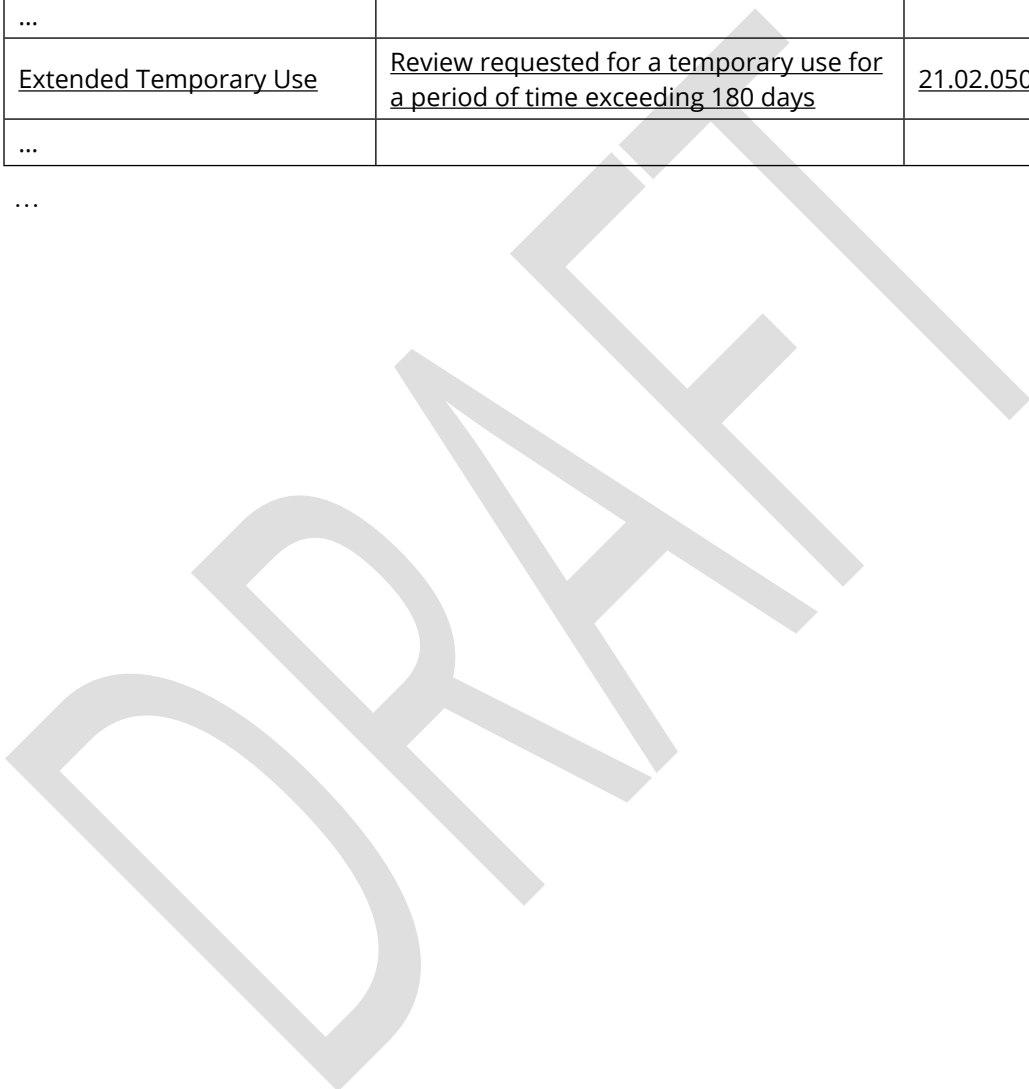 ...
Extended Temporary Use
Review requested for a temporary use for
a period of time exceeding 180 days
21.02.050
...
...
DRAFT